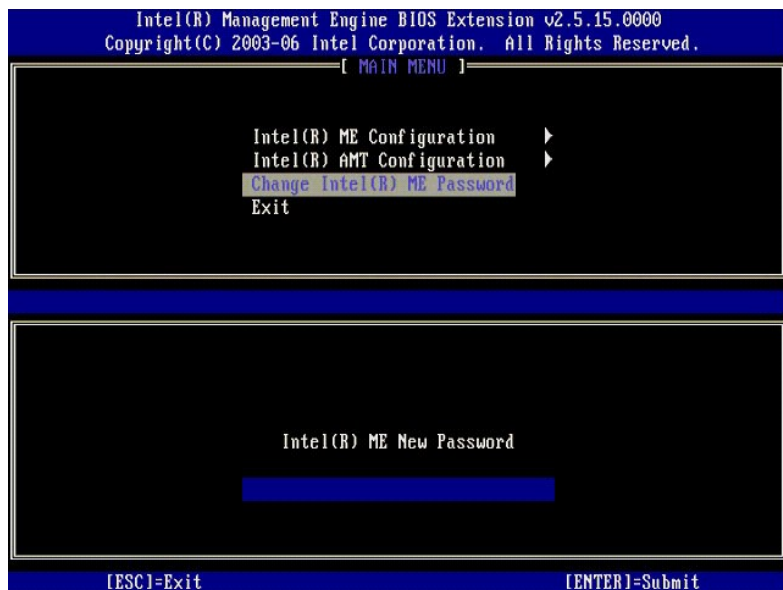 Intel(R) Management Engine BIOS Extension v2.5.15.0000
Copyright(C) 2003-06 Intel Corporation. All Rights Reserved.
[ MAIN MENU ]
Intel(R) ME Configuration
Intel(R) AMT Configuration
Change Intel(R) ME Password
Exit
Intel(R) ME New Password
[ESC]=Exit [ENTER]=Submit